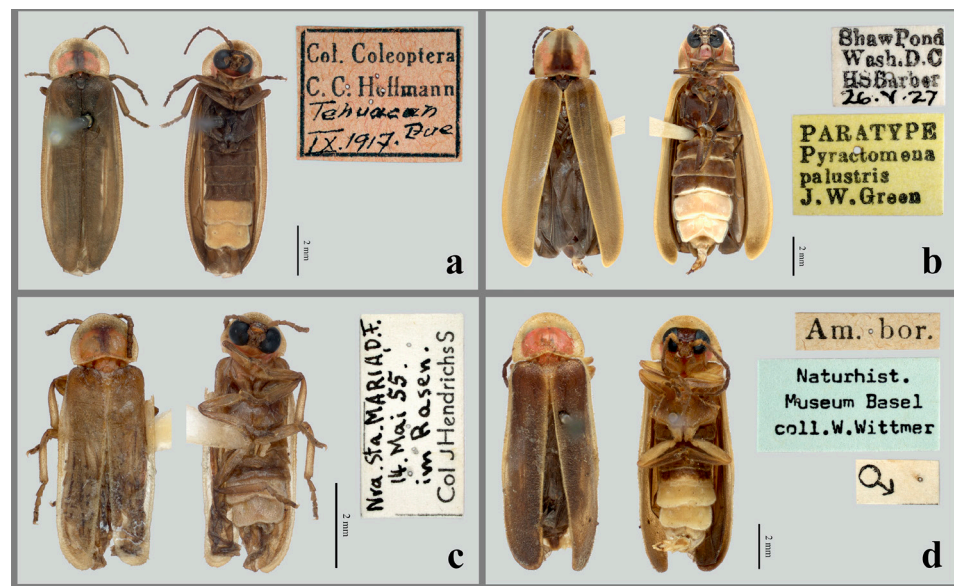 Col. Coleoptera
C. C. Hoffmann
Tehuacan
IX.1917. Pue
2 mm
a
Shaw Pond
Wash. D.C
HSBarber
26.V.27
PARATYPE
Pyractomena
palustris
J. W. Green
2 mm
b
Nra. Sta. MARIA, D.F.
14. Mai 55.
im Rasen.
Col J Hendrichs S
2 mm
c
Am. bor.
Naturhist.
Museum Basel
coll. W. Wittmer
♂
2 mm
d